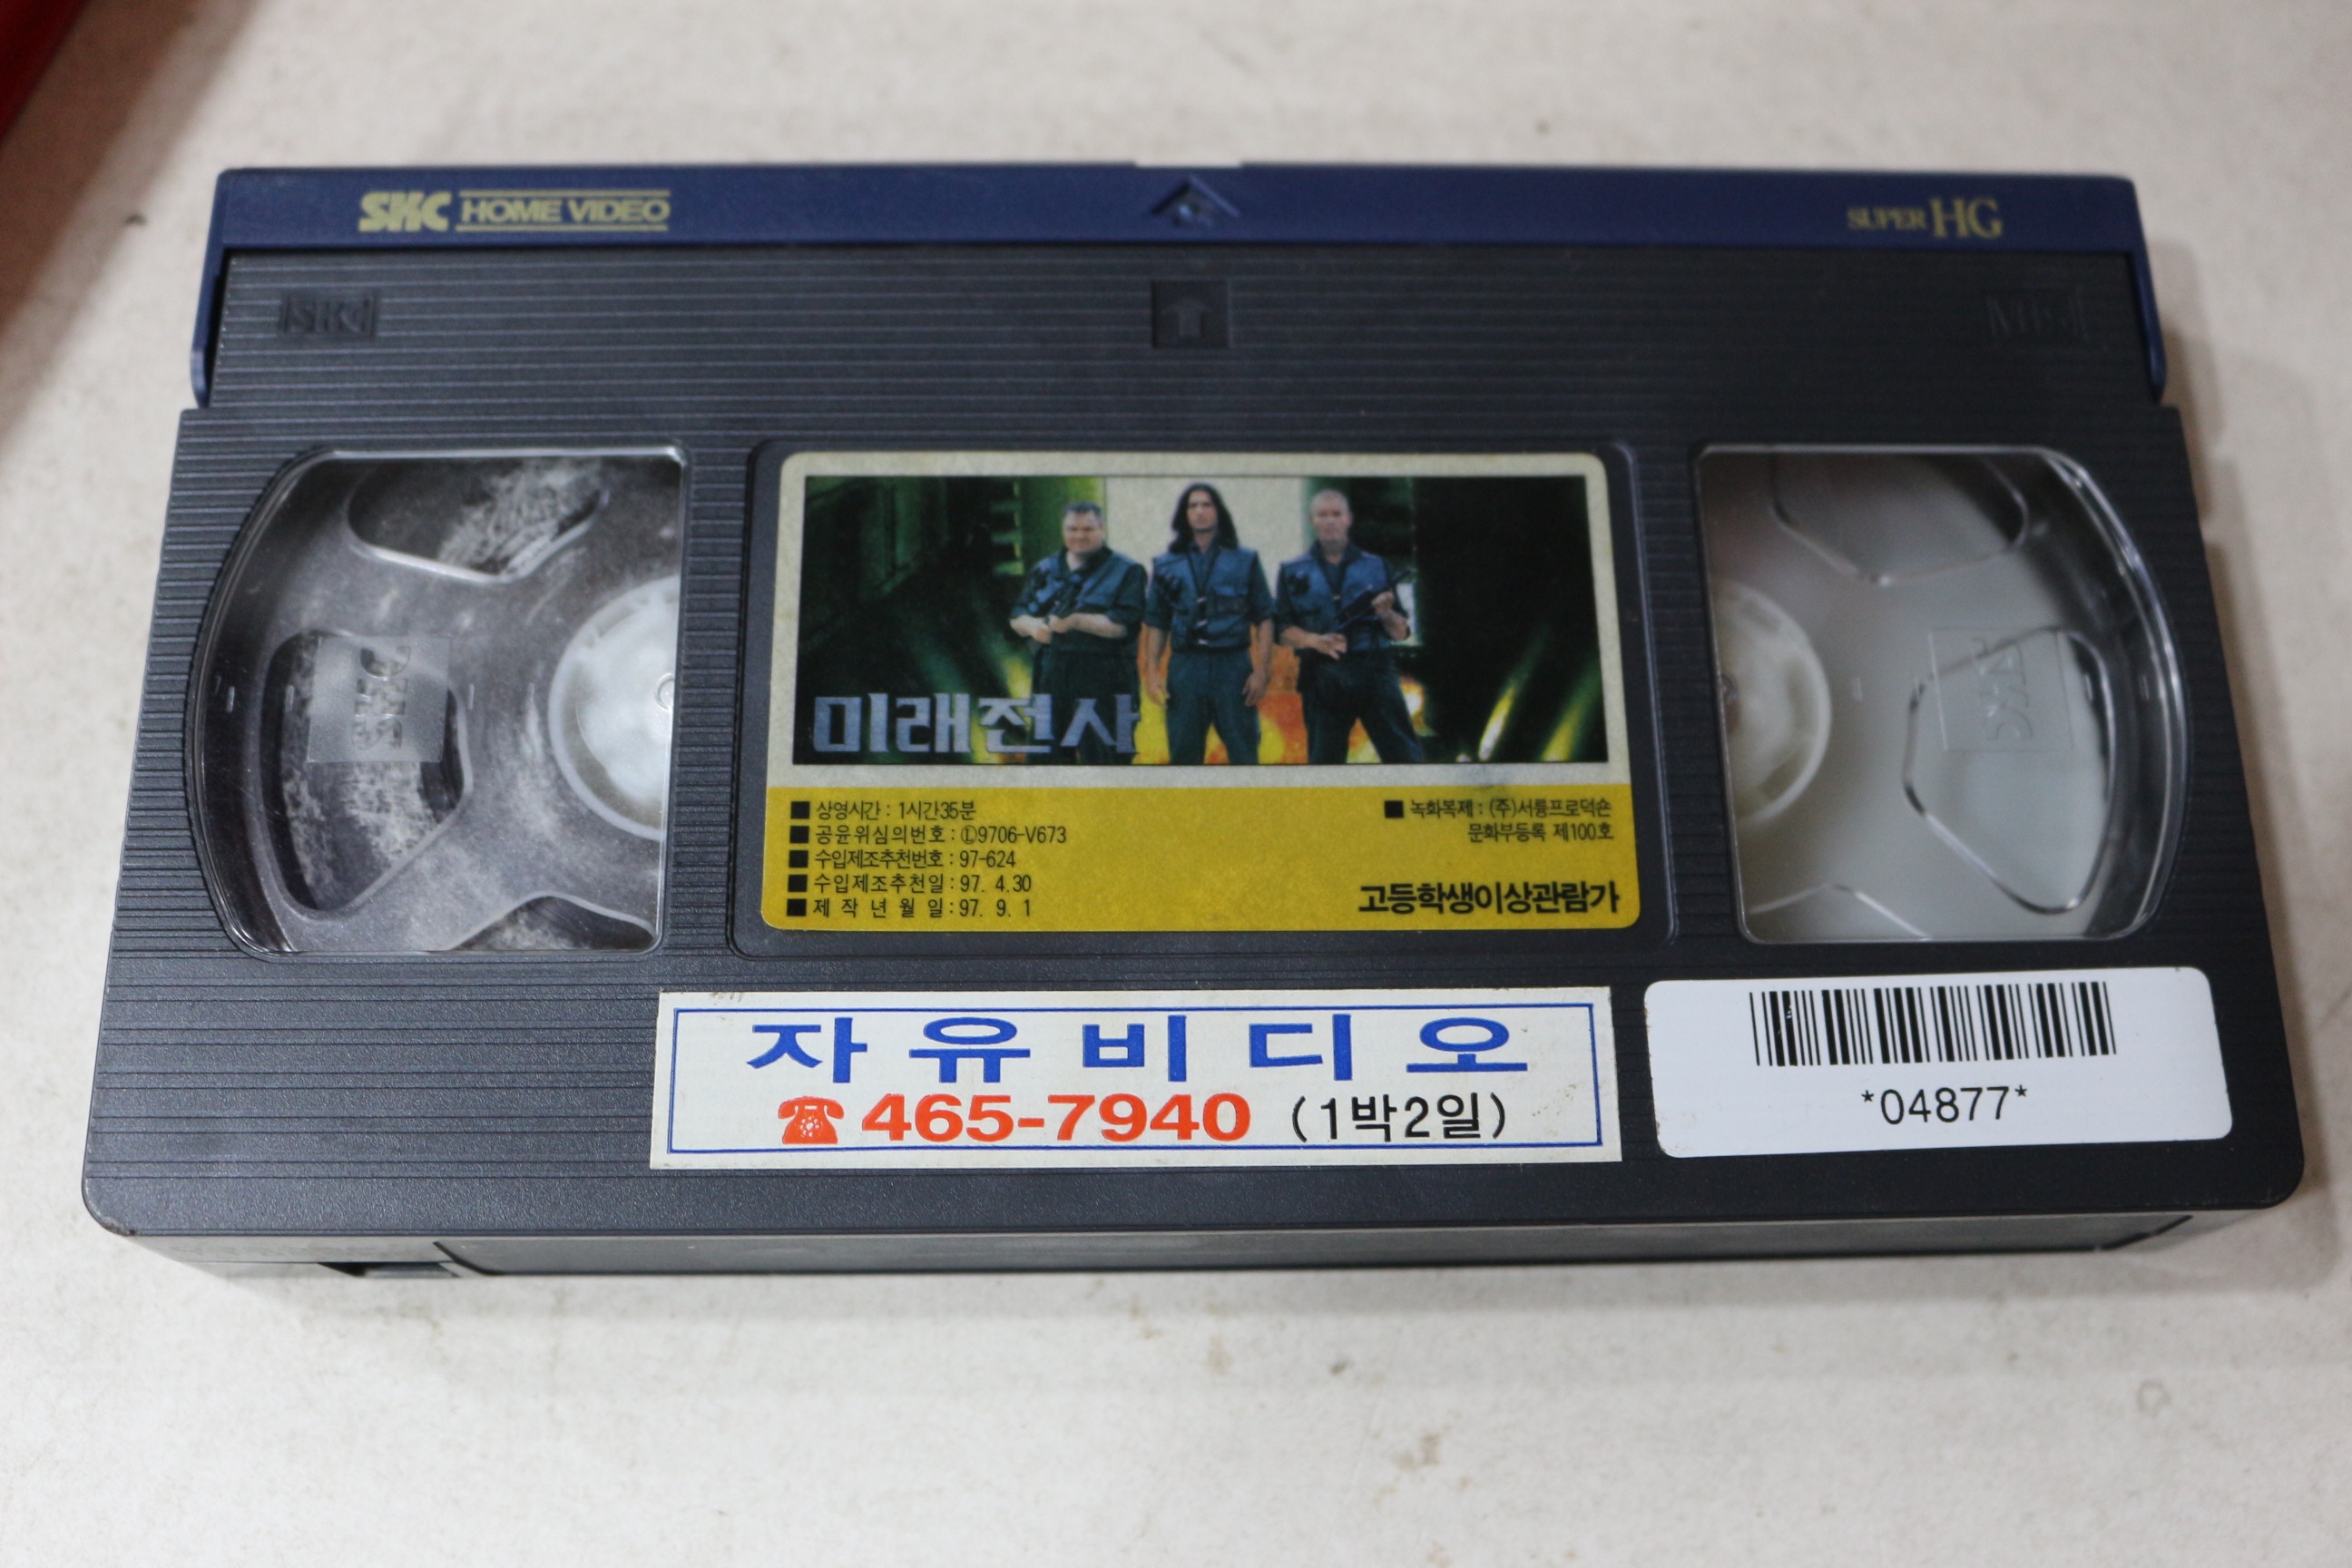 SKC HOME VIDEO
SUPER HG
SKC
미래전사
■ 상영시간 : 1시간35분
■ 공윤위심의번호 : Ⓛ9706-V673
■ 수입제조추천번호 : 97-624
■ 수입제조추천일 : 97. 4.30
■ 제 작 년 월 일 : 97. 9. 1
■ 녹화복제 : (주)서륭프로덕숀
문화부등록 제100호
고등학생이상관람가
SKC
SKC
자유비디오
☎465-7940 (1박2일)
*04877*